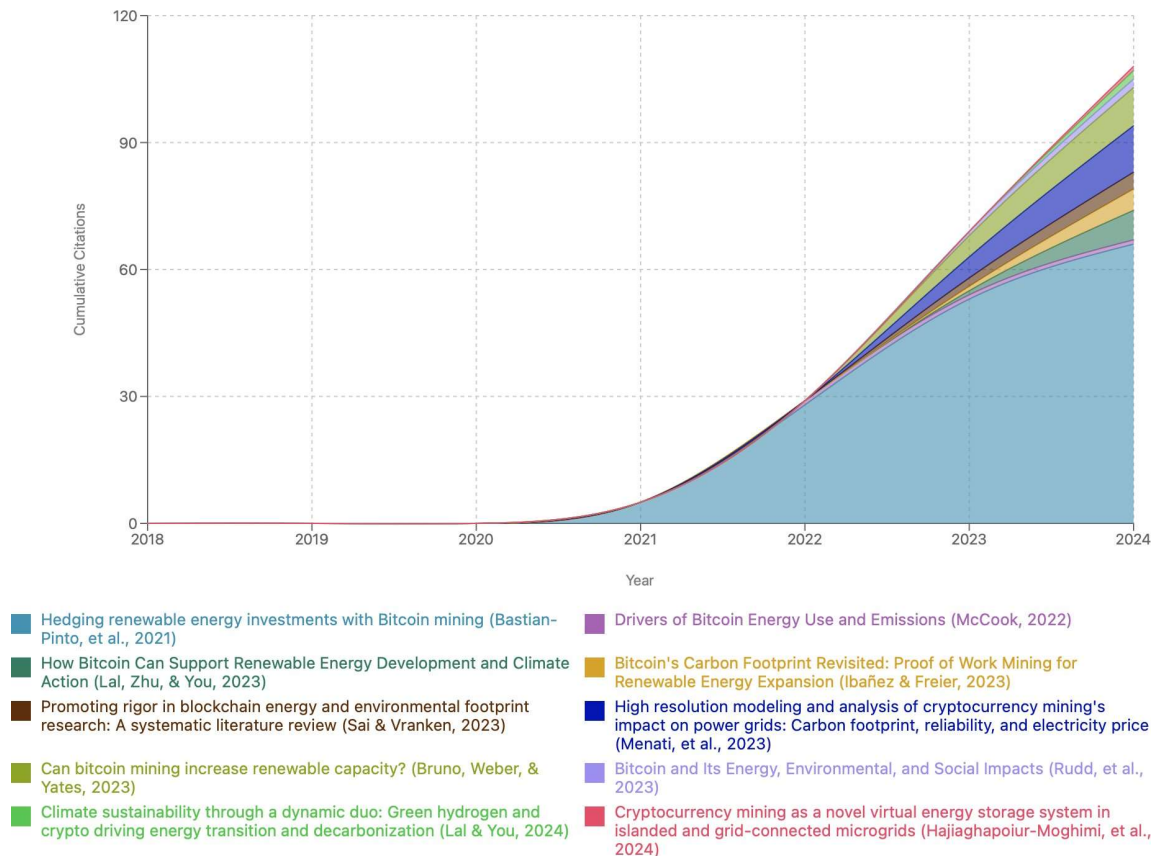 120
90
60
30
0
Cumulative Citations
2018
2019
2020
2021
2022
2023
2024
Year
Hedging renewable energy investments with Bitcoin mining (Bastian-
Pinto, et al., 2021)
Drivers of Bitcoin Energy Use and Emissions (McCook, 2022)
How Bitcoin Can Support Renewable Energy Development and Climate
Action (Lal, Zhu, & You, 2023)
Bitcoin's Carbon Footprint Revisited: Proof of Work Mining for
Renewable Energy Expansion (Ibañez & Freier, 2023)
Promoting rigor in blockchain energy and environmental footprint
research: A systematic literature review (Sai & Vranken, 2023)
High resolution modeling and analysis of cryptocurrency mining's
impact on power grids: Carbon footprint, reliability, and electricity price
(Menati, et al., 2023)
Can bitcoin mining increase renewable capacity? (Bruno, Weber, &
Yates, 2023)
Bitcoin and Its Energy, Environmental, and Social Impacts (Rudd, et al.,
2023)
Climate sustainability through a dynamic duo: Green hydrogen and
crypto driving energy transition and decarbonization (Lal & You, 2024)
Cryptocurrency mining as a novel virtual energy storage system in
islanded and grid-connected microgrids (Hajiaghapoiur-Moghimi, et al.,
2024)